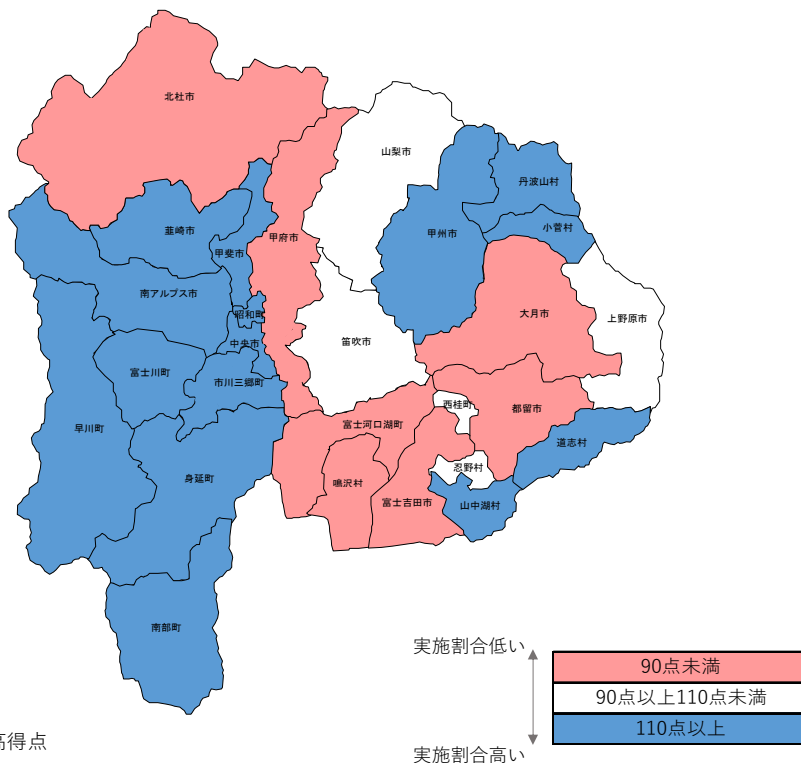 北杜市
山梨市
丹波山村
韮崎市
甲府市
甲州市
小菅村
甲斐市
南アルプス市
昭和町
大月市
上野原市
中央市
笛吹市
富士川町
市川三郷町
西桂町
都留市
富士河口湖町
早川町
道志村
忍野村
身延町
鳴沢村
富士吉田市
山中湖村
南部町
実施割合低い
90点未満
90点以上110点未満
110点以上
高得点
実施割合高い